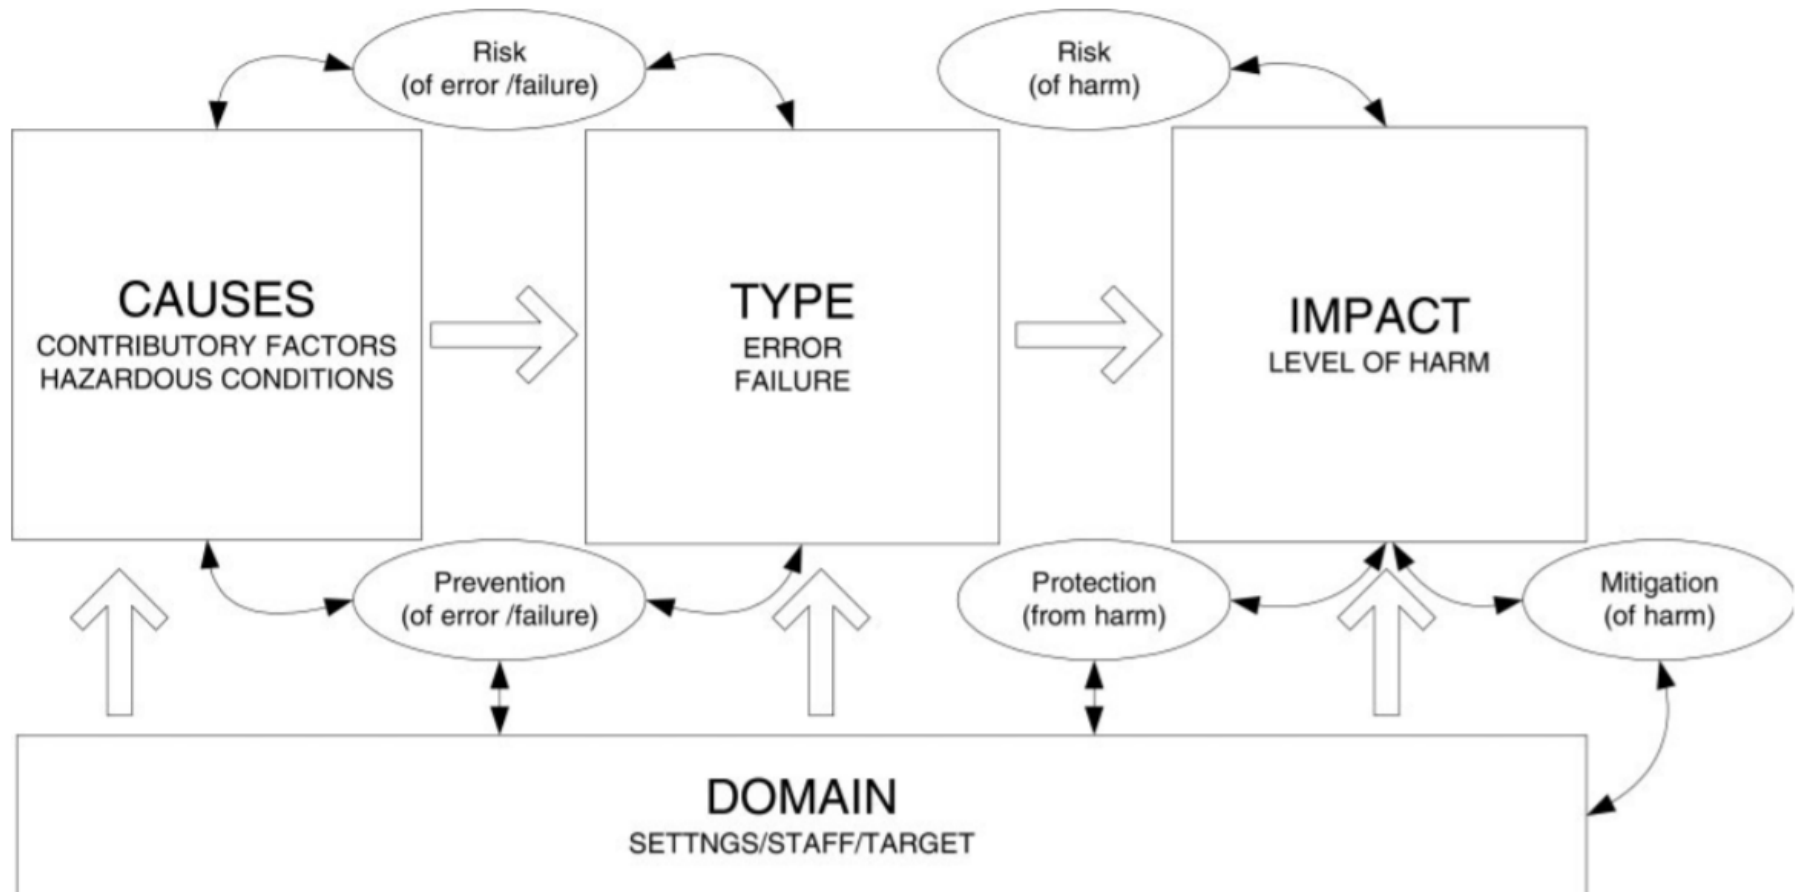 Risk
(of error /failure)
Risk
(of harm)
CAUSES
CONTRIBUTORY FACTORS
HAZARDOUS CONDITIONS
TYPE
ERROR
FAILURE
IMPACT
LEVEL OF HARM
Prevention
(of error /failure)
Protection
(from harm)
Mitigation
(of harm)
DOMAIN
SETTNGS/STAFF/TARGET